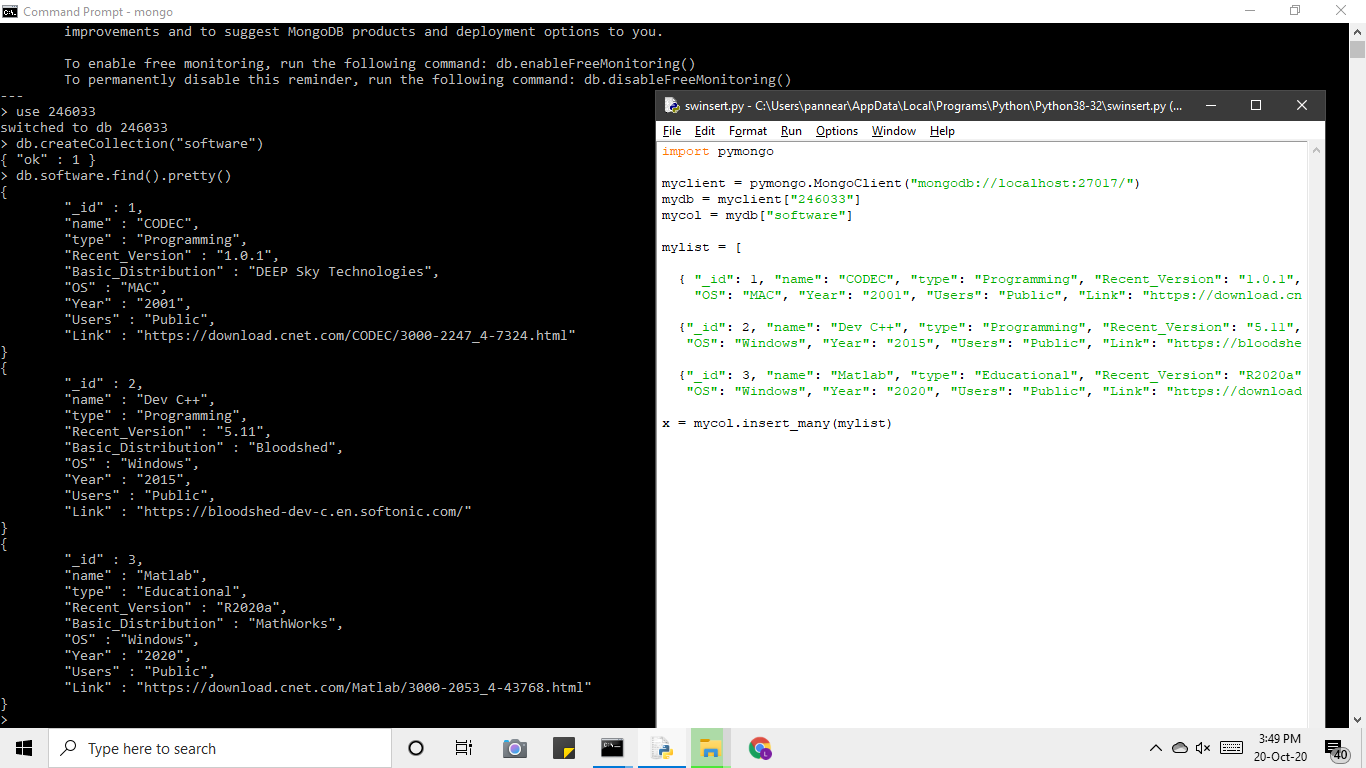 Command Prompt - mongo
improvements and to suggest MongoDB products and deployment options to you.
To enable free monitoring, run the following command: db.enableFreeMonitoring()
To permanently disable this reminder, run the following command: db.disableFreeMonitoring()
---
> use 246033
switched to db 246033
> db.createCollection("software")
{ "ok" : 1 }
> db.software.find().pretty()
{
"_id" : 1,
"name" : "CODEC",
"type" : "Programming",
"Recent_Version" : "1.0.1",
"Basic_Distribution" : "DEEP Sky Technologies",
"OS" : "MAC",
"Year" : "2001",
"Users" : "Public",
"Link" : "https://download.cnet.com/CODEC/3000-2247_4-7324.html"
}
{
"_id" : 2,
"name" : "Dev C++",
"type" : "Programming",
"Recent_Version" : "5.11",
"Basic_Distribution" : "Bloodshed",
"OS" : "Windows",
"Year" : "2015",
"Users" : "Public",
"Link" : "https://bloodshed-dev-c.en.softonic.com/"
}
{
"_id" : 3,
"name" : "Matlab",
"type" : "Educational",
"Recent_Version" : "R2020a",
"Basic_Distribution" : "MathWorks",
"OS" : "Windows",
"Year" : "2020",
"Users" : "Public",
"Link" : "https://download.cnet.com/Matlab/3000-2053_4-43768.html"
}
>
swinsert.py - C:\Users\pannear\AppData\Local\Programs\Python\Python38-32\swinsert.py (...
File Edit Format Run Options Window Help
import pymongo
myclient = pymongo.MongoClient("mongodb://localhost:27017/")
mydb = myclient["246033"]
mycol = mydb["software"]
mylist = [
{ "_id": 1, "name": "CODEC", "type": "Programming", "Recent_Version": "1.0.1",
"OS": "MAC", "Year": "2001", "Users": "Public", "Link": "https://download.cn
{"_id": 2, "name": "Dev C++", "type": "Programming", "Recent_Version": "5.11",
"OS": "Windows", "Year": "2015", "Users": "Public", "Link": "https://bloodshe
{"_id": 3, "name": "Matlab", "type": "Educational", "Recent_Version": "R2020a"
"OS": "Windows", "Year": "2020", "Users": "Public", "Link": "https://download
x = mycol.insert_many(mylist)
Type here to search
3:49 PM
20-Oct-20
40